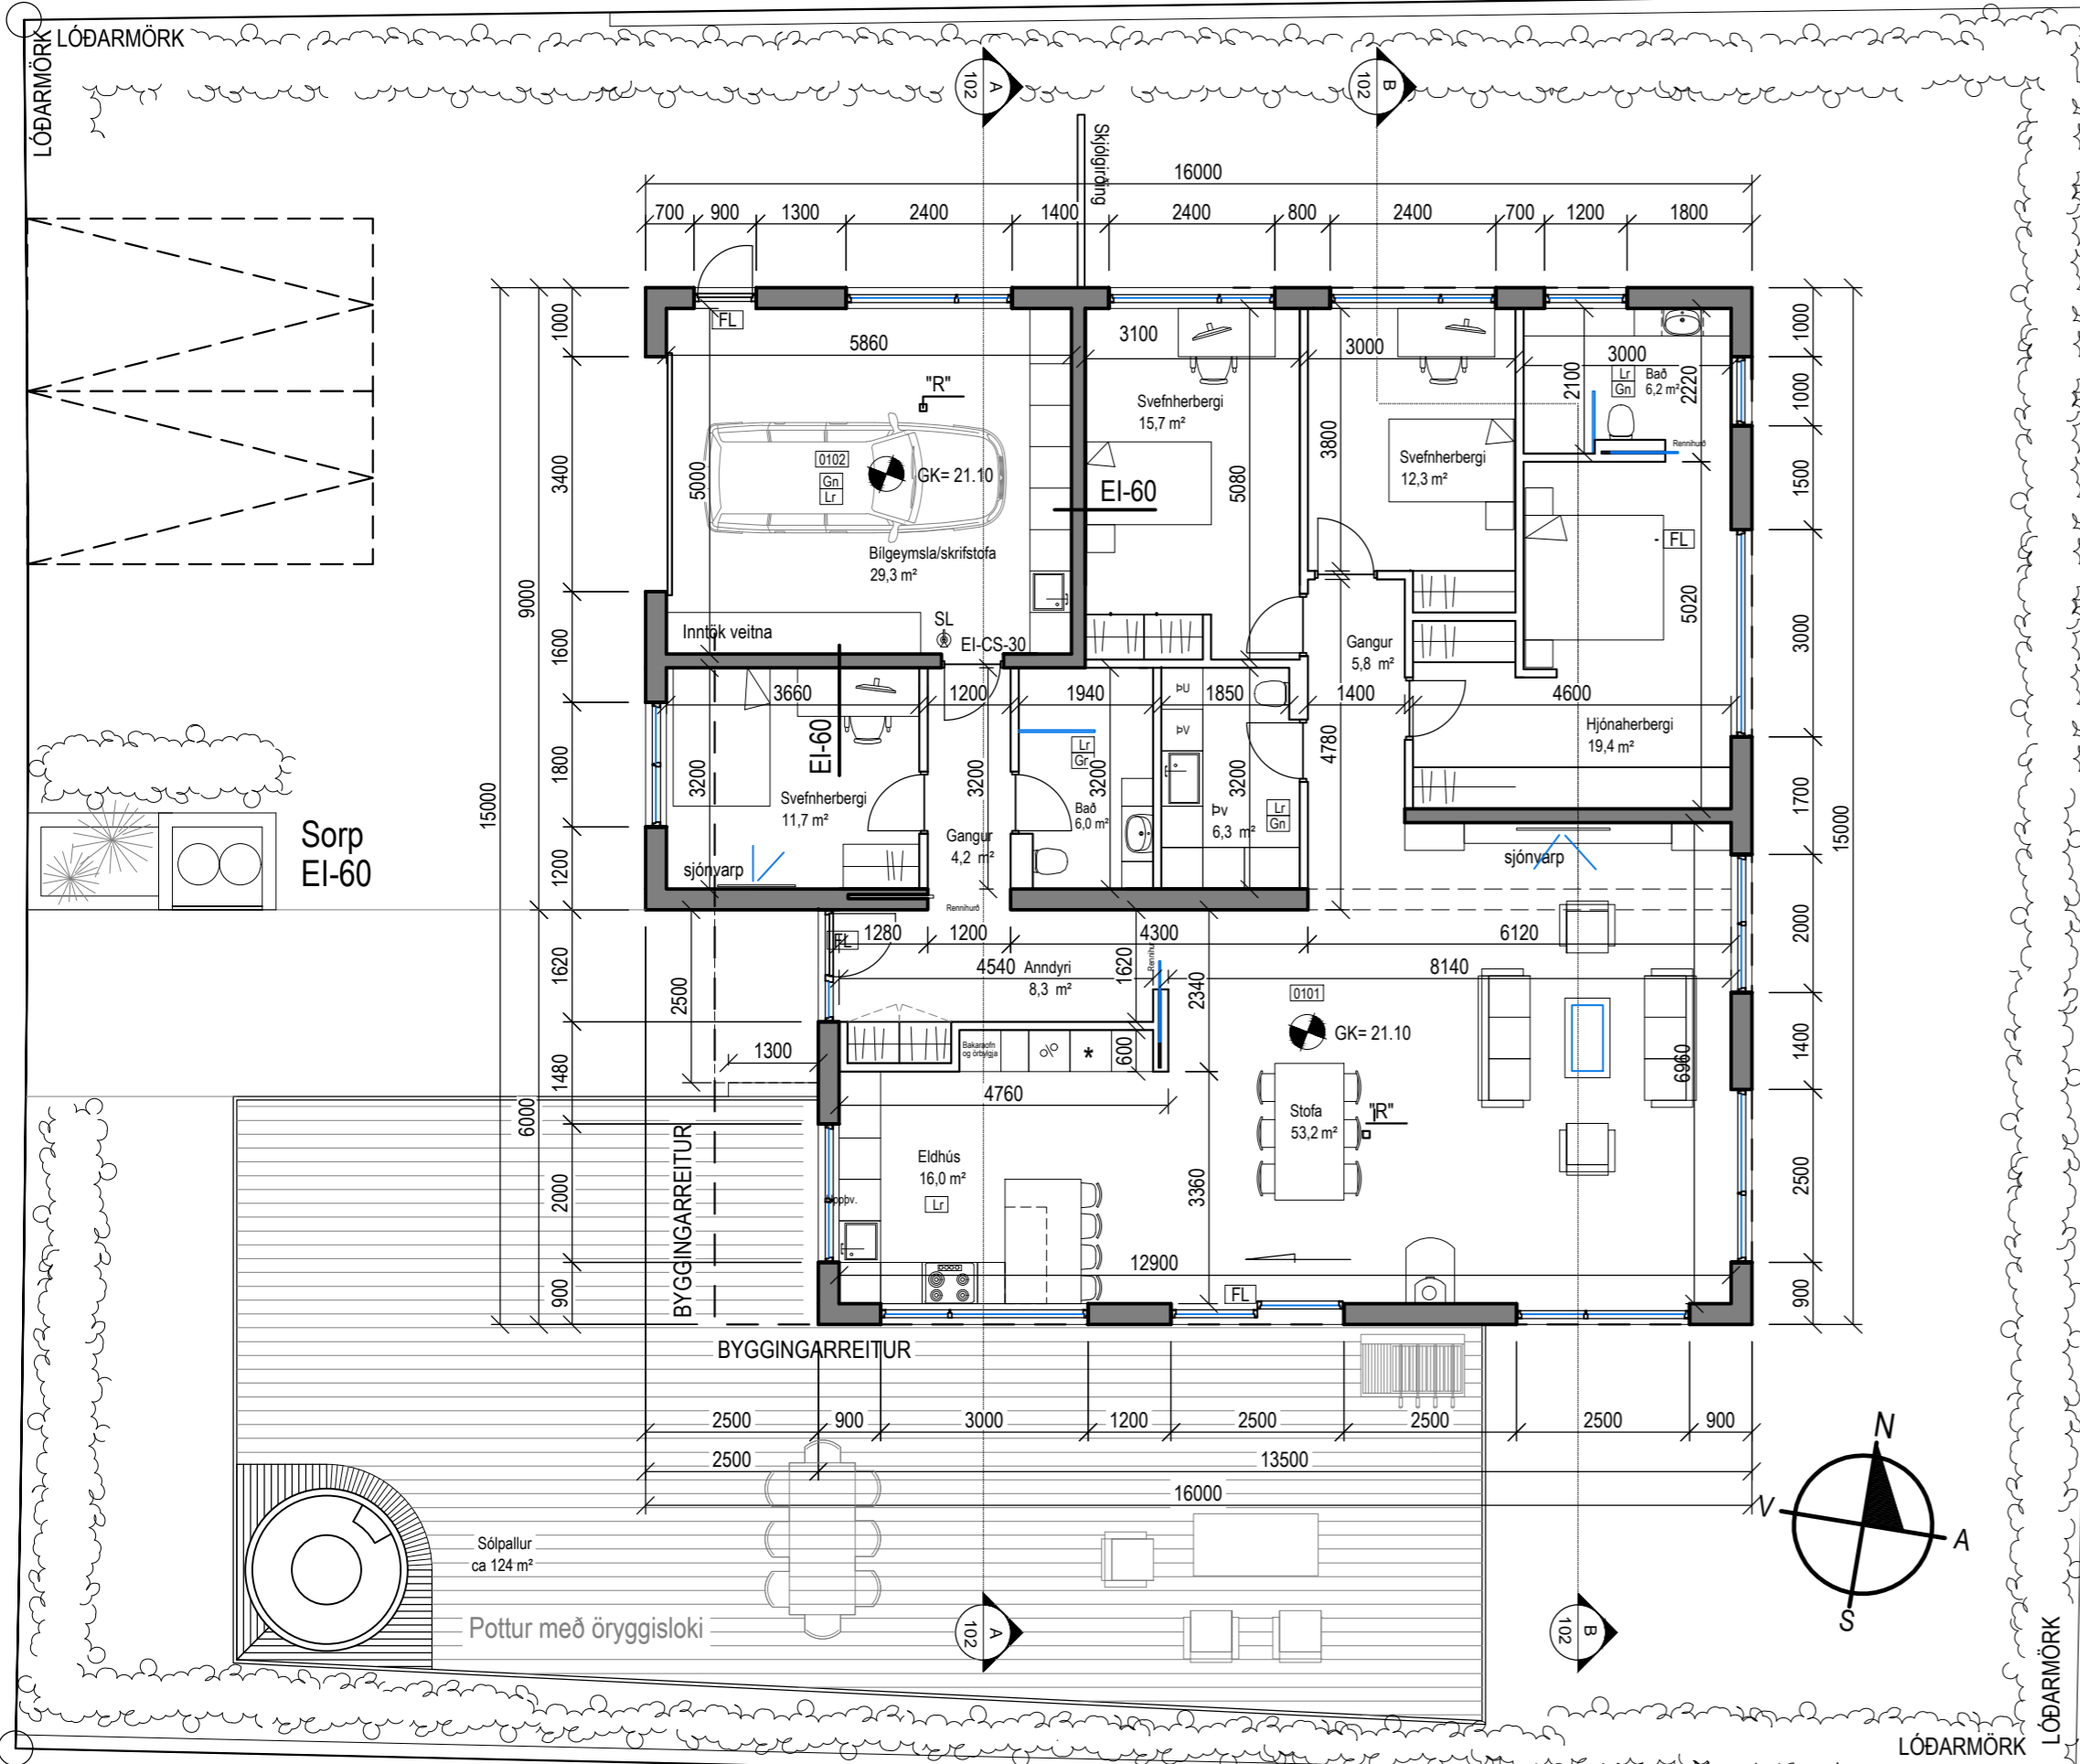 LÓÐARMÖRK
LÓÐARMÖRK
A
102
B
102
Skjólgirðing
16000
700
900
1300
2400
1400
2400
800
2400
700
1200
1800
FL
5860
3100
3000
3000
2100
2220
Lr
Gn
Bað
6,2 m²
Rennihurð
"R"
Svefnherbergi
15,7 m²
3800
Svefnherbergi
12,3 m²
5000
0102
Gn
Lr
GK= 21.10
EI-60
5080
FL
Bílgeymsla/skrifstofa
29,3 m²
5020
Inntök veitna
SL
EI-CS-30
Gangur
5,8 m²
1000
3400
1600
1800
1200
9000
15000
1000
1000
1500
3000
1700
15000
3660
1200
1940
ÞU
1850
1400
4600
ÞV
EI-60
3200
3200
Lr
Gn
3200
3200
4780
Hjónaherbergi
19,4 m²
Svefnherbergi
11,7 m²
Bað
6,0 m²
Þv
6,3 m²
Lr
Gn
Gangur
4,2 m²
sjónvarp
sjónvarp
Sorp
EI-60
Rennihurð
FL
1280
1200
4300
6120
4540
Anndyri
8,3 m²
1620
2340
8140
1620
2500
2000
0101
GK= 21.10
1300
Bakaraofn
og örbylgja
o/o
*
600
1480
1400
6960
4760
6000
Stofa
53,2 m²
"R"
Eldhús
16,0 m²
Lr
3360
2000
2500
12900
FL
900
900
BYGGINGARREITUR
BYGGINGARREITUR
2500
900
3000
1200
2500
2500
2500
900
2500
13500
16000
N
V
A
S
Sólpallur
ca 124 m²
Pottur með öryggisloki
A
102
B
102
LÓÐARMÖRK
LÓÐARMÖRK